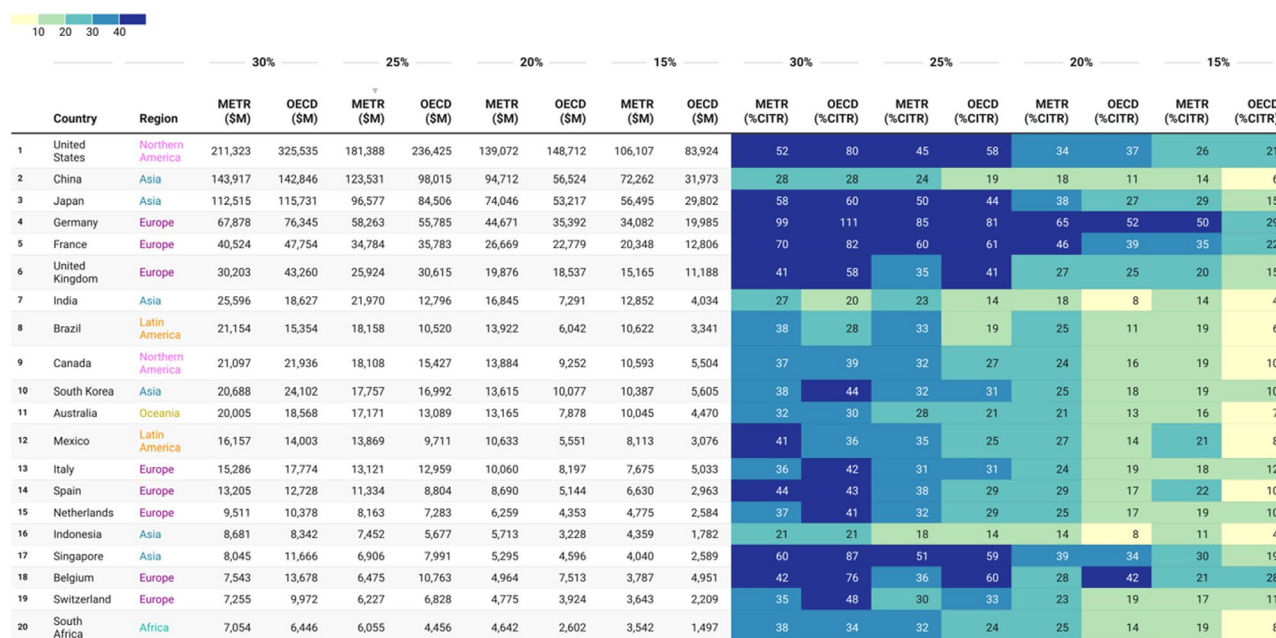 10 20 30 40
30% 25% 20% 15% 30% 25% 20% 15%
Country Region METR ($M) OECD ($M) METR ($M) OECD ($M) METR ($M) OECD ($M) METR ($M) OECD ($M) METR (%CITR) OECD (%CITR) METR (%CITR) OECD (%CITR) METR (%CITR) OECD (%CITR) METR (%CITR) OECD (%CITR)
1 United States Northern America 211,323 325,535 181,388 236,425 139,072 148,712 106,107 83,924 52 80 45 58 34 37 26 21
2 China Asia 143,917 142,846 123,531 98,015 94,712 56,524 72,262 31,973 28 28 24 19 18 11 14 6
3 Japan Asia 112,515 115,731 96,577 84,506 74,046 53,217 56,495 29,802 58 60 50 44 38 27 29 15
4 Germany Europe 67,878 76,345 58,263 55,785 44,671 35,392 34,082 19,985 99 111 85 81 65 52 50 29
5 France Europe 40,524 47,754 34,784 35,783 26,669 22,779 20,348 12,806 70 82 60 61 46 39 35 22
6 United Kingdom Europe 30,203 43,260 25,924 30,615 19,876 18,537 15,165 11,188 41 58 35 41 27 25 20 15
7 India Asia 25,596 18,627 21,970 12,796 16,845 7,291 12,852 4,034 27 20 23 14 18 8 14 4
8 Brazil Latin America 21,154 15,354 18,158 10,520 13,922 6,042 10,622 3,341 38 28 33 19 25 11 19 6
9 Canada Northern America 21,097 21,936 18,108 15,427 13,884 9,252 10,593 5,504 37 39 32 27 24 16 19 10
10 South Korea Asia 20,688 24,102 17,757 16,992 13,615 10,077 10,387 5,605 38 44 32 31 25 18 19 10
11 Australia Oceania 20,005 18,568 17,171 13,089 13,165 7,878 10,045 4,470 32 30 28 21 21 13 16 7
12 Mexico Latin America 16,157 14,003 13,869 9,711 10,633 5,551 8,113 3,076 41 36 35 25 27 14 21 8
13 Italy Europe 15,286 17,774 13,121 12,959 10,060 8,197 7,675 5,033 36 42 31 31 24 19 18 12
14 Spain Europe 13,205 12,728 11,334 8,804 8,690 5,144 6,630 2,963 44 43 38 29 29 17 22 10
15 Netherlands Europe 9,511 10,378 8,163 7,283 6,259 4,353 4,775 2,584 37 41 32 29 25 17 19 10
16 Indonesia Asia 8,681 8,342 7,452 5,677 5,713 3,228 4,359 1,782 21 21 18 14 14 8 11 4
17 Singapore Asia 8,045 11,666 6,906 7,991 5,295 4,596 4,040 2,589 60 87 51 59 39 34 30 19
18 Belgium Europe 7,543 13,678 6,475 10,763 4,964 7,513 3,787 4,951 42 76 36 60 28 42 21 28
19 Switzerland Europe 7,255 9,972 6,227 6,828 4,775 3,924 3,643 2,209 35 48 30 33 23 19 17 11
20 South Africa Africa 7,054 6,446 6,055 4,456 4,642 2,602 3,542 1,497 38 34 32 24 25 14 19 8